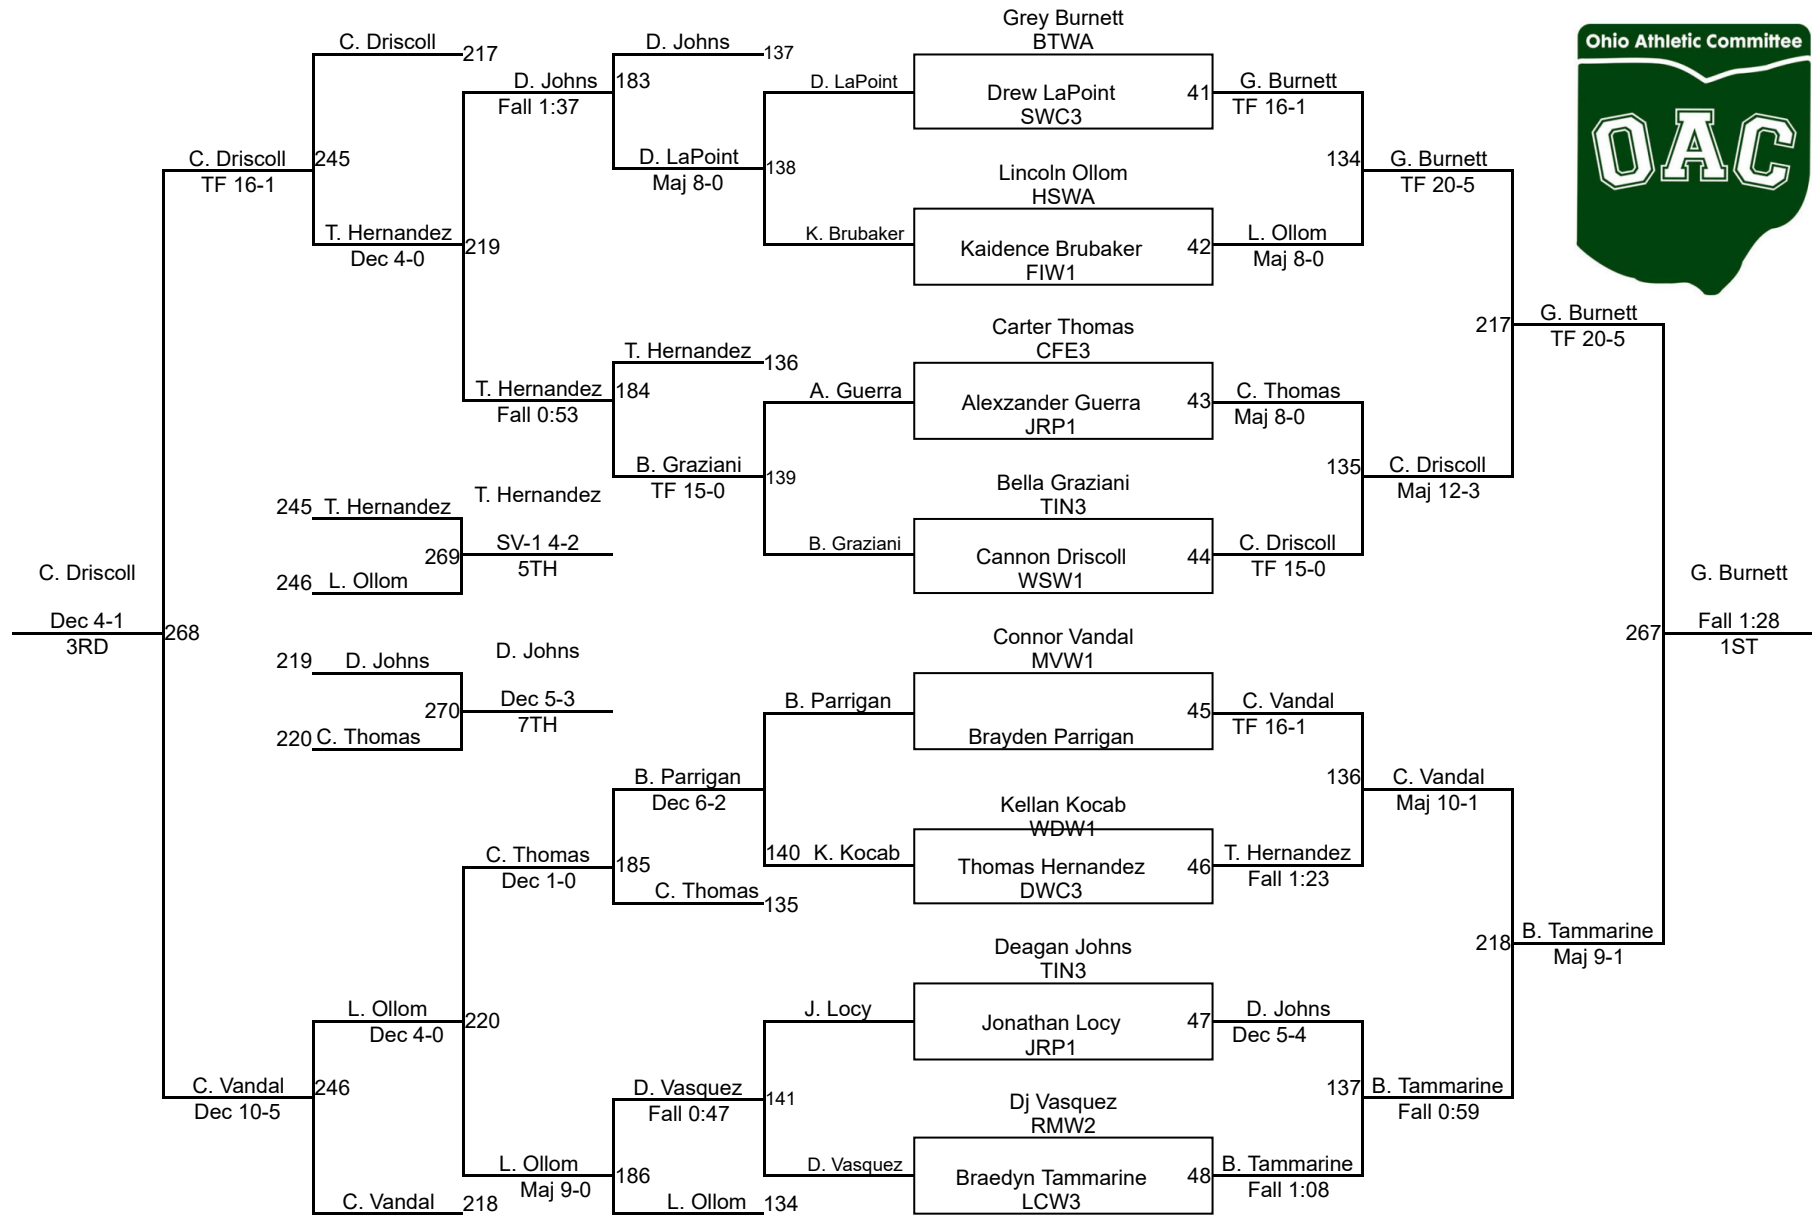 Grey Burnett
BTWA
Ohio Athletic Committee
OAC
C. Driscoll
217
D. Johns
137
D. Johns
183
Fall 1:37
D. LaPoint
Drew LaPoint
SWC3
41
G. Burnett
TF 16-1
C. Driscoll
245
TF 16-1
D. LaPoint
138
Maj 8-0
Lincoln Ollom
HSWA
134
G. Burnett
TF 20-5
T. Hernandez
219
Dec 4-0
K. Brubaker
Kaidence Brubaker
FIW1
42
L. Ollom
Maj 8-0
Carter Thomas
CFE3
217
G. Burnett
TF 20-5
T. Hernandez
136
T. Hernandez
184
Fall 0:53
A. Guerra
Alexzander Guerra
JRP1
43
C. Thomas
Maj 8-0
B. Graziani
139
TF 15-0
Bella Graziani
TIN3
135
C. Driscoll
Maj 12-3
245 T. Hernandez
T. Hernandez
269
SV-1 4-2
5TH
246 L. Ollom
B. Graziani
Cannon Driscoll
WSW1
44
C. Driscoll
TF 15-0
C. Driscoll
Dec 4-1
3RD
268
G. Burnett
267
Fall 1:28
1ST
219 D. Johns
D. Johns
270
Dec 5-3
7TH
220 C. Thomas
Connor Vandal
MVW1
B. Parrigan
Brayden Parrigan
45
C. Vandal
TF 16-1
B. Parrigan
Dec 6-2
Kellan Kocab
WDW1
136
C. Vandal
Maj 10-1
C. Thomas
185
Dec 1-0
C. Thomas
135
140 K. Kocab
Thomas Hernandez
DWC3
46
T. Hernandez
Fall 1:23
Deagan Johns
TIN3
218
B. Tammarine
Maj 9-1
L. Ollom
220
Dec 4-0
J. Locy
Jonathan Locy
JRP1
47
D. Johns
Dec 5-4
C. Vandal
246
Dec 10-5
D. Vasquez
141
Fall 0:47
Dj Vasquez
RMW2
137
B. Tammarine
Fall 0:59
L. Ollom
186
Maj 9-0
D. Vasquez
Braedyn Tammarine
LCW3
48
B. Tammarine
Fall 1:08
C. Vandal
218
L. Ollom
134